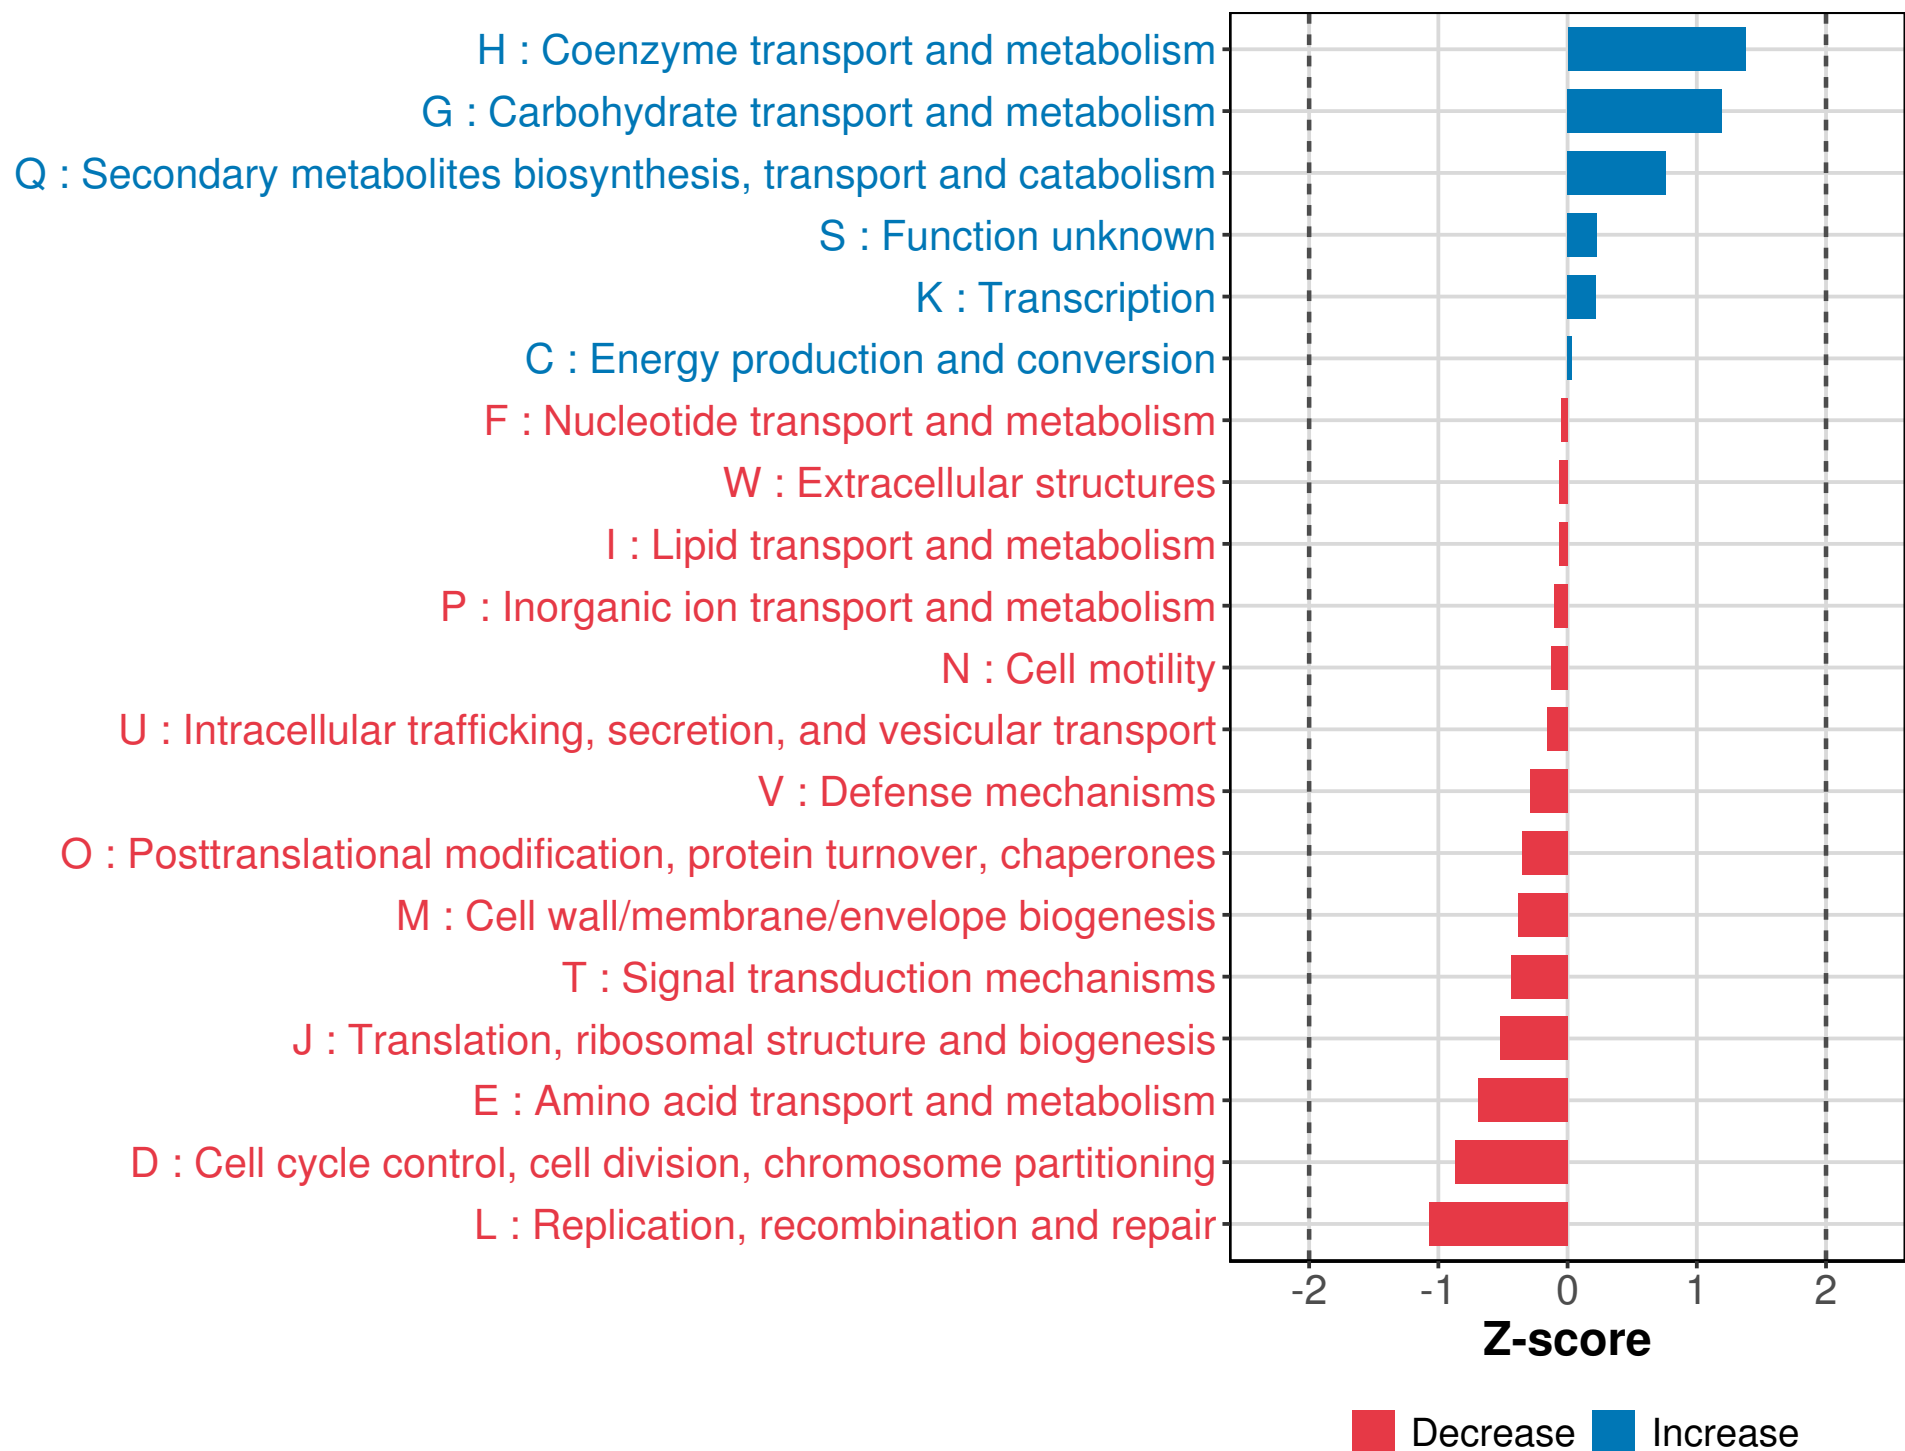 H : Coenzyme transport and metabolism
G : Carbohydrate transport and metabolism
Q : Secondary metabolites biosynthesis, transport and catabolism
S : Function unknown
K : Transcription
C : Energy production and conversion
F : Nucleotide transport and metabolism
W : Extracellular structures
I : Lipid transport and metabolism
P : Inorganic ion transport and metabolism
N : Cell motility
U : Intracellular trafficking, secretion, and vesicular transport
V : Defense mechanisms
O : Posttranslational modification, protein turnover, chaperones
M : Cell wall/membrane/envelope biogenesis
T : Signal transduction mechanisms
J : Translation, ribosomal structure and biogenesis
E : Amino acid transport and metabolism
D : Cell cycle control, cell division, chromosome partitioning
L : Replication, recombination and repair
-2 -1 0 1 2
Z-score
Decrease Increase